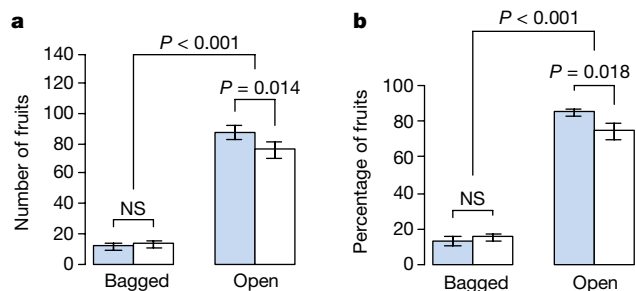 a
P < 0.001
P = 0.014
NS
Number of fruits
140
120
100
80
60
40
20
0
Bagged
Open
b
P < 0.001
P = 0.018
NS
Percentage of fruits
100
80
60
40
20
0
Bagged
Open